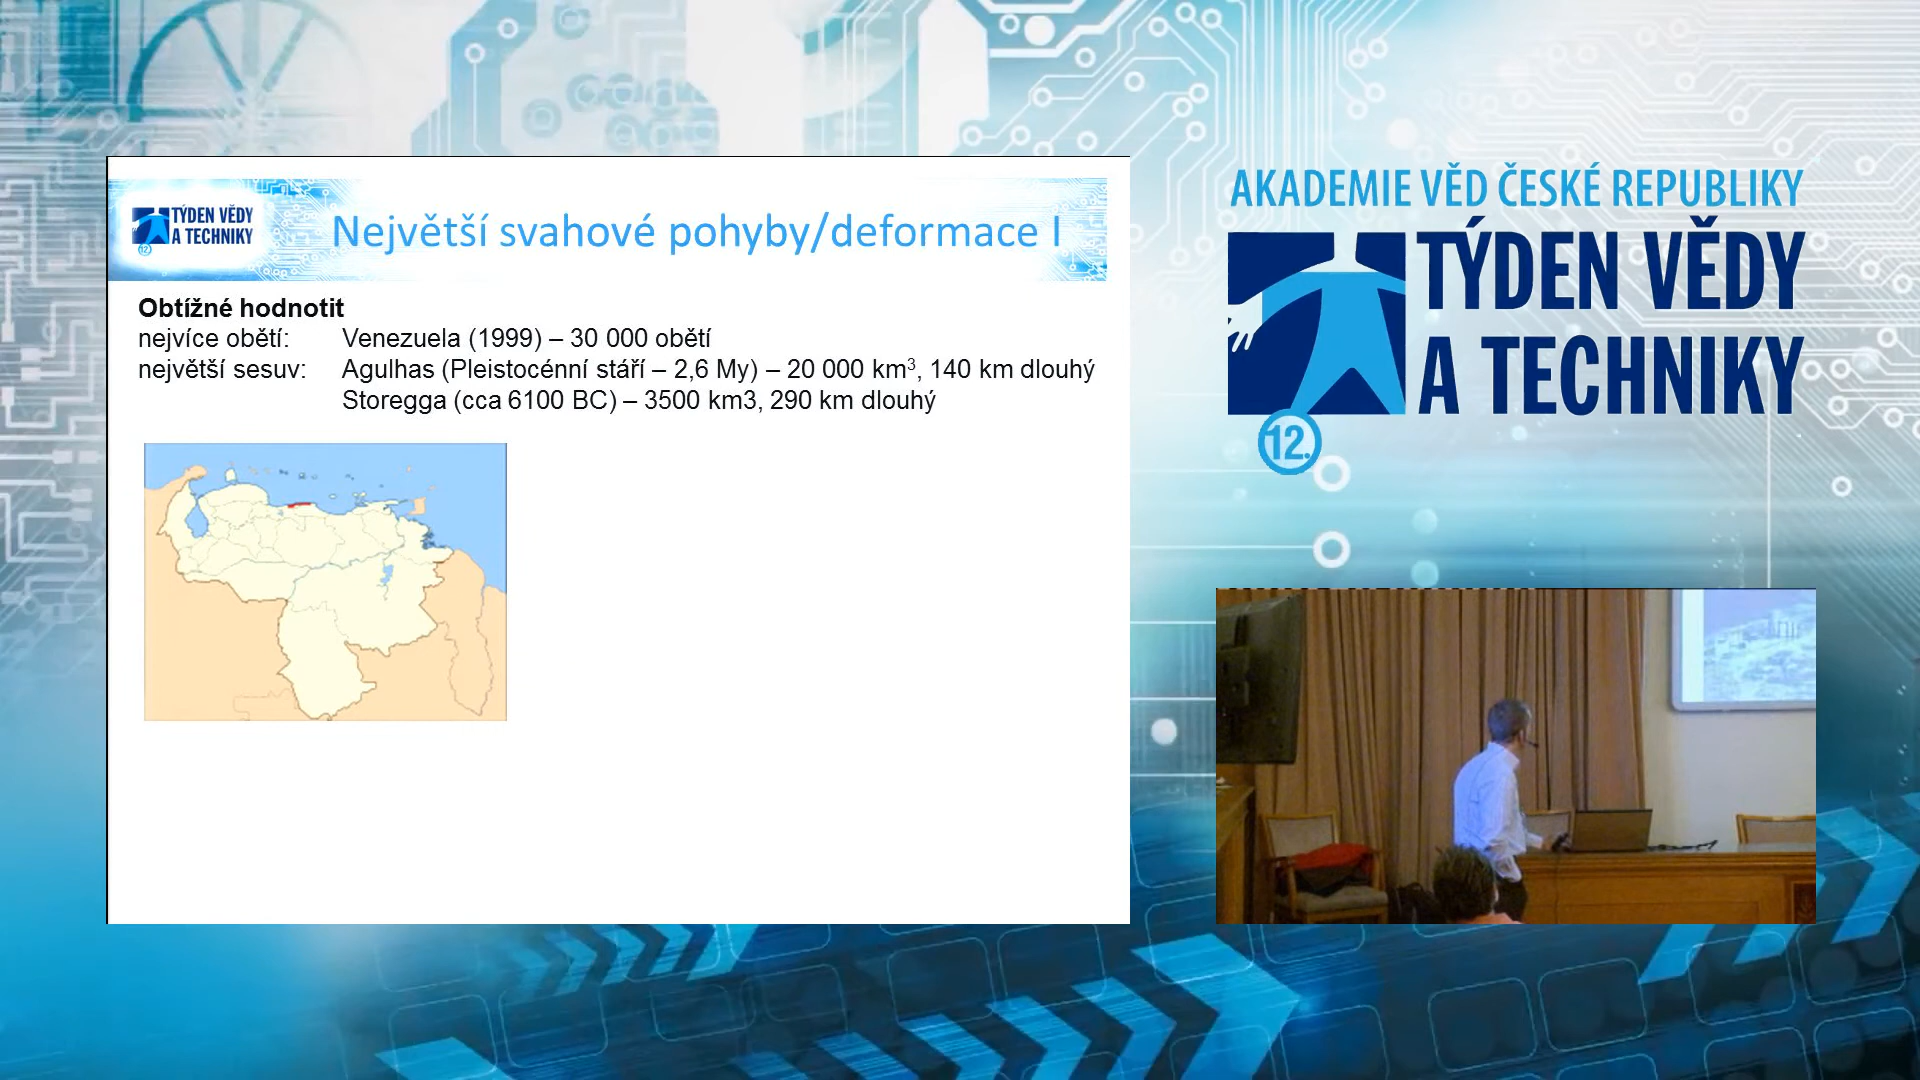 TÝDEN VĚDY
A TECHNIKY
12.
Největší svahové pohyby/deformace I
Obtížné hodnotit
nejvíce obětí: Venezuela (1999) – 30 000 obětí
největší sesuv: Agulhas (Pleistocénní stáří – 2,6 My) – 20 000 km³, 140 km dlouhý
Storegga (cca 6100 BC) – 3500 km3, 290 km dlouhý
AKADEMIE VĚD ČESKÉ REPUBLIKY
TÝDEN VĚDY
A TECHNIKY
12.